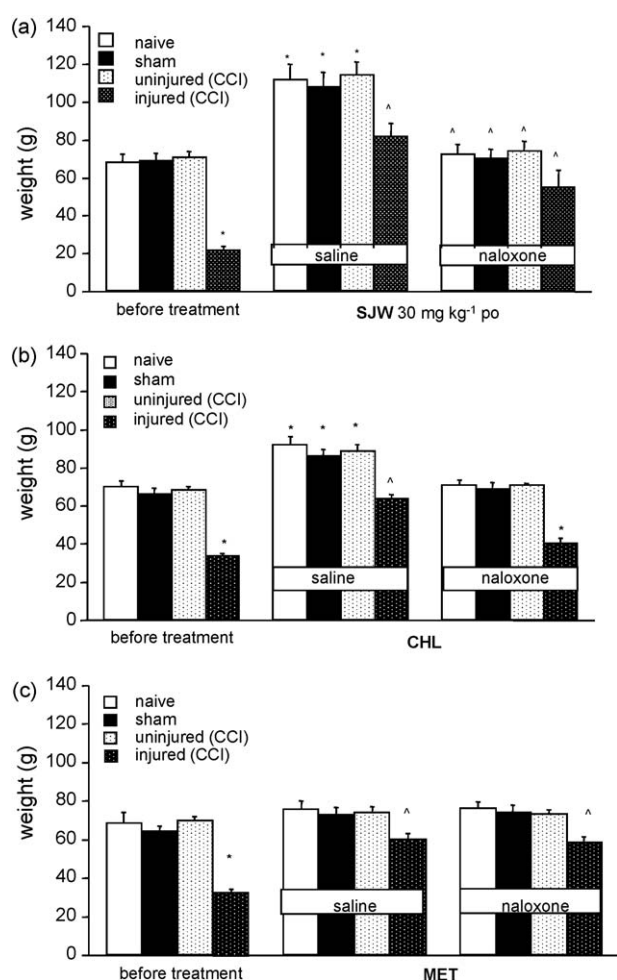 (a)
naive
sham
uninjured (CCI)
injured (CCI)
weight (g)
140
120
100
80
60
40
20
0
* * *
^
^ ^ ^
^
*
saline
naloxone
before treatment
SJW 30 mg kg⁻¹ po
(b)
naive
sham
uninjured (CCI)
injured (CCI)
weight (g)
140
120
100
80
60
40
20
0
* * *
^
*
*
saline
naloxone
before treatment
CHL
(c)
naive
sham
uninjured (CCI)
injured (CCI)
weight (g)
140
120
100
80
60
40
20
0
*
^
^
saline
naloxone
before treatment
MET